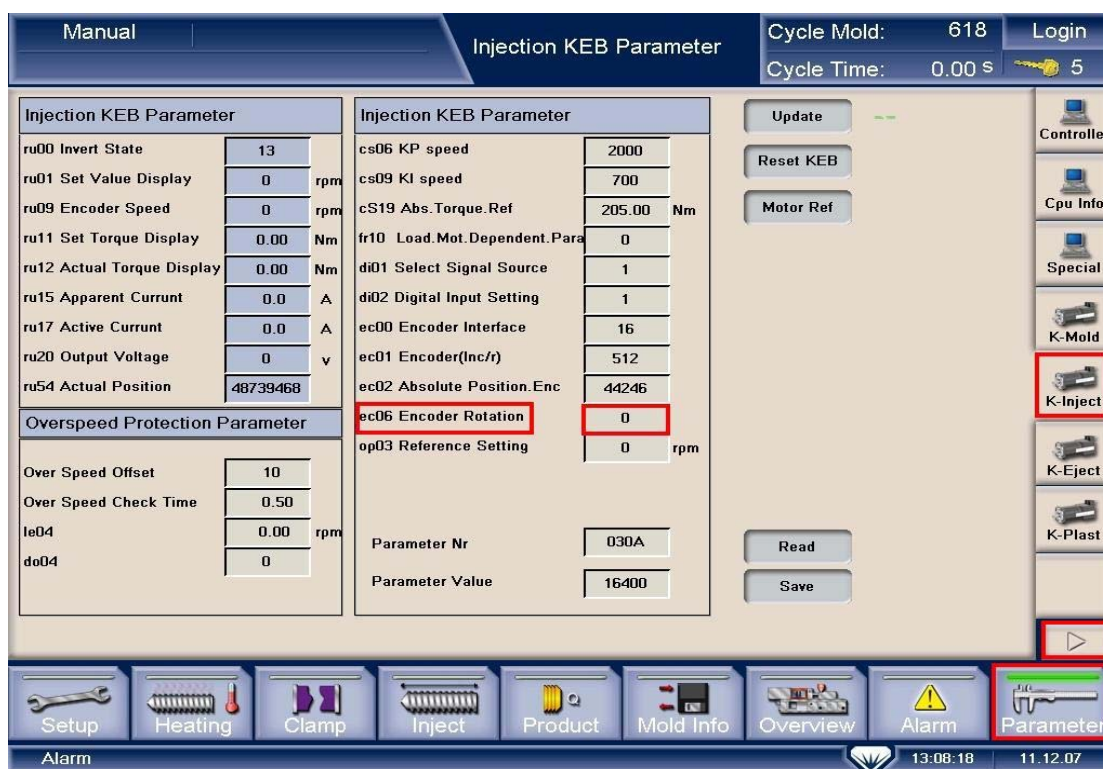 Manual
Injection KEB Parameter
Cycle Mold: 618
Cycle Time: 0.00 S
Login
5
Injection KEB Parameter
ru00 Invert State 13
ru01 Set Value Display 0 rpm
ru09 Encoder Speed 0 rpm
ru11 Set Torque Display 0.00 Nm
ru12 Actual Torque Display 0.00 Nm
ru15 Apparent Currunt 0.0 A
ru17 Active Currunt 0.0 A
ru20 Output Voltage 0 v
ru54 Actual Position 48739468
Overspeed Protection Parameter
Over Speed Offset 10
Over Speed Check Time 0.50
le04 0.00 rpm
do04 0
Injection KEB Parameter
cs06 KP speed 2000
cs09 KI speed 700
cS19 Abs.Torque.Ref 205.00 Nm
fr10 Load.Mot.Dependent.Para 0
di01 Select Signal Source 1
di02 Digital Input Setting 1
ec00 Encoder Interface 16
ec01 Encoder(Inc/r) 512
ec02 Absolute Position.Enc 44246
ec06 Encoder Rotation 0
op03 Reference Setting 0 rpm
Parameter Nr 030A
Parameter Value 16400
Update --
Reset KEB
Motor Ref
Read
Save
Controlle
Cpu Info
Special
K-Mold
K-Inject
K-Eject
K-Plast
Setup
Heating
Clamp
Inject
Product
Mold Info
Overview
Alarm
Parameter
Alarm
13:08:18
11.12.07